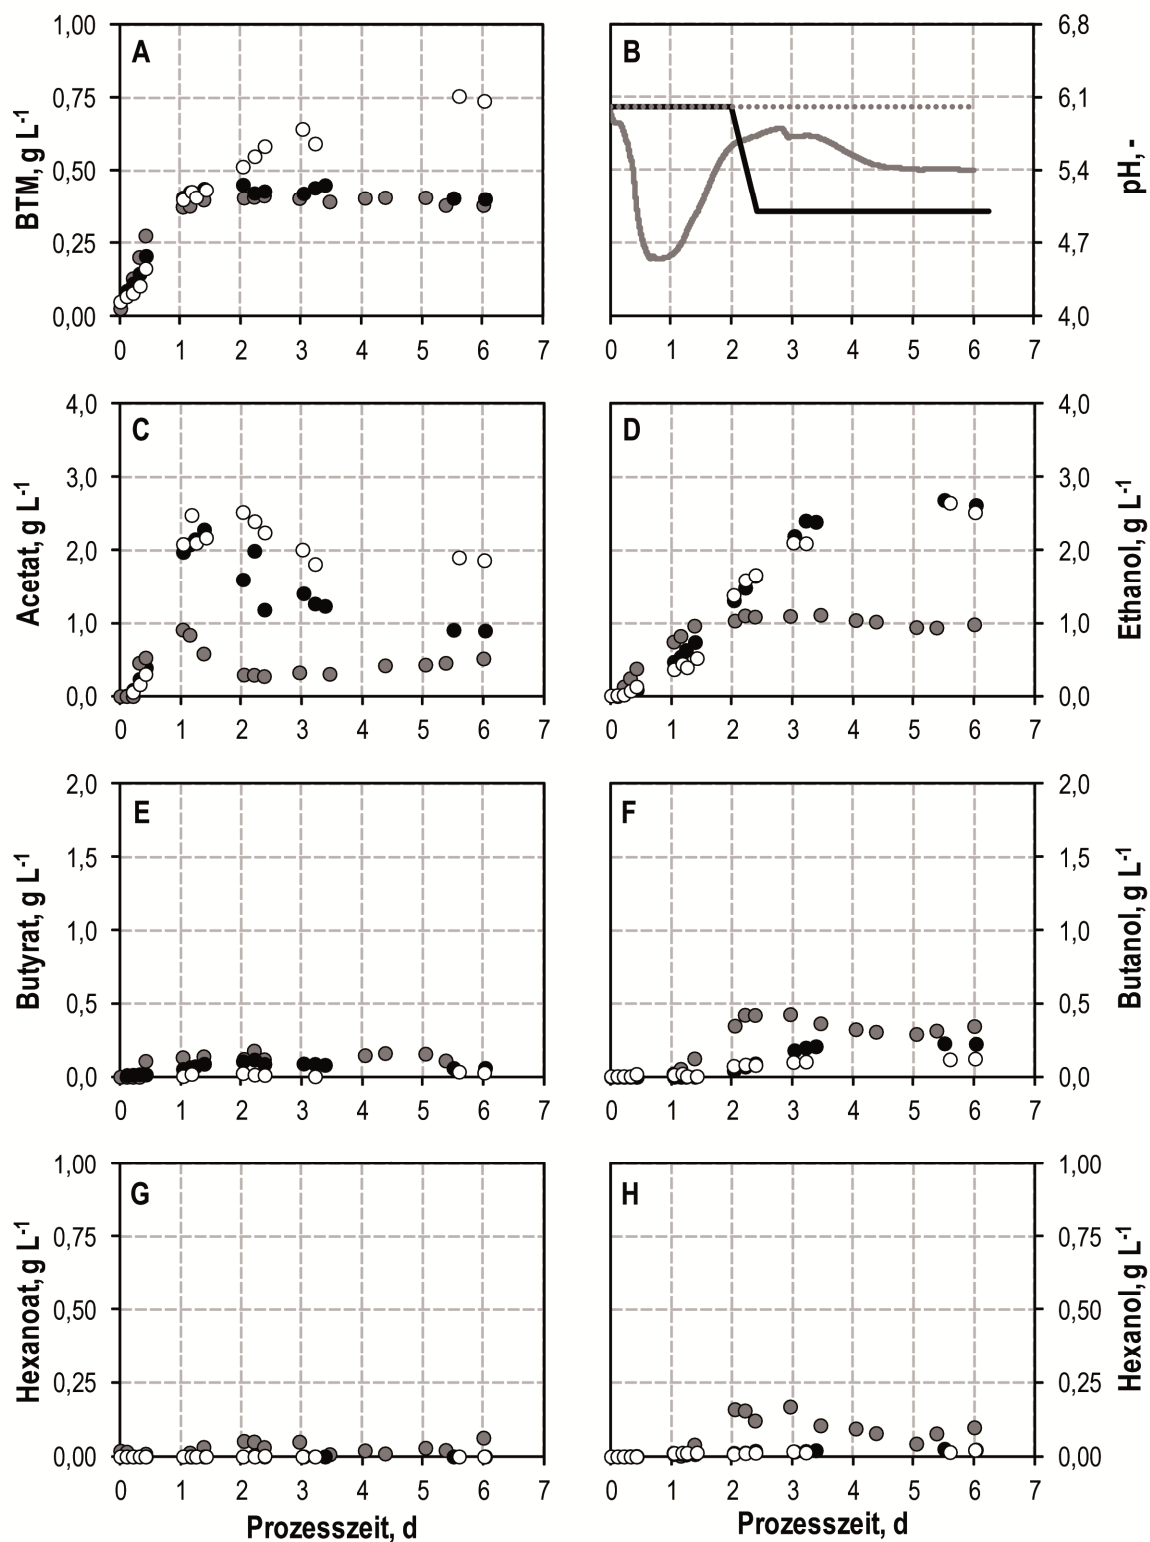 A
BTM, g L⁻¹
1,00
0,75
0,50
0,25
0,00
0 1 2 3 4 5 6 7
B
pH, -
6,8
6,1
5,4
4,7
4,0
0 1 2 3 4 5 6 7
C
Acetat, g L⁻¹
4,0
3,0
2,0
1,0
0,0
0 1 2 3 4 5 6 7
D
Ethanol, g L⁻¹
4,0
3,0
2,0
1,0
0,0
0 1 2 3 4 5 6 7
E
Butyrat, g L⁻¹
2,0
1,5
1,0
0,5
0,0
0 1 2 3 4 5 6 7
F
Butanol, g L⁻¹
2,0
1,5
1,0
0,5
0,0
0 1 2 3 4 5 6 7
G
Hexanoat, g L⁻¹
1,00
0,75
0,50
0,25
0,00
0 1 2 3 4 5 6 7
Prozesszeit, d
H
Hexanol, g L⁻¹
1,00
0,75
0,50
0,25
0,00
0 1 2 3 4 5 6 7
Prozesszeit, d